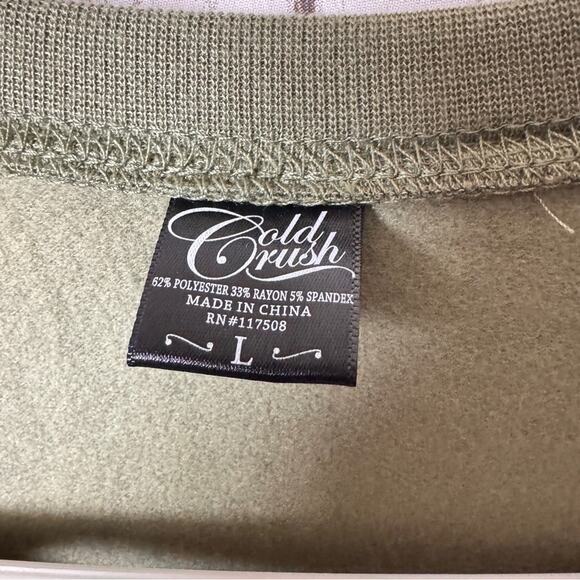 Cold
Crush
62% POLYESTER 33% RAYON 5% SPANDEX
MADE IN CHINA
RN#117508
L